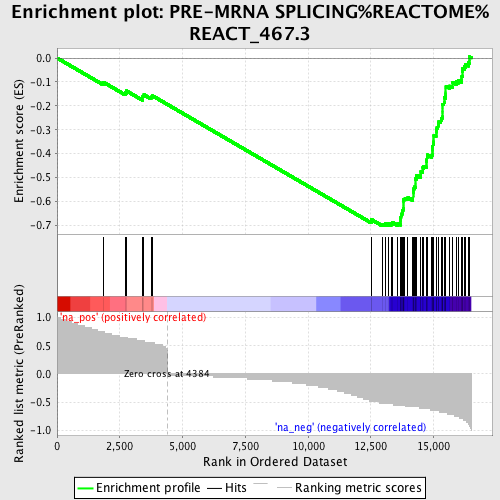 Enrichment plot: PRE-MRNA SPLICING%REACTOME%
REACT_467.3
Enrichment score (ES)
0.0
-0.1
-0.2
-0.3
-0.4
-0.5
-0.6
-0.7
Ranked list metric (PreRanked)
1.0
0.5
0.0
-0.5
-1.0
'na_pos' (positively correlated)
Zero cross at 4384
'na_neg' (negatively correlated)
0 2,500 5,000 7,500 10,000 12,500 15,000
Rank in Ordered Dataset
Enrichment profile Hits Ranking metric scores